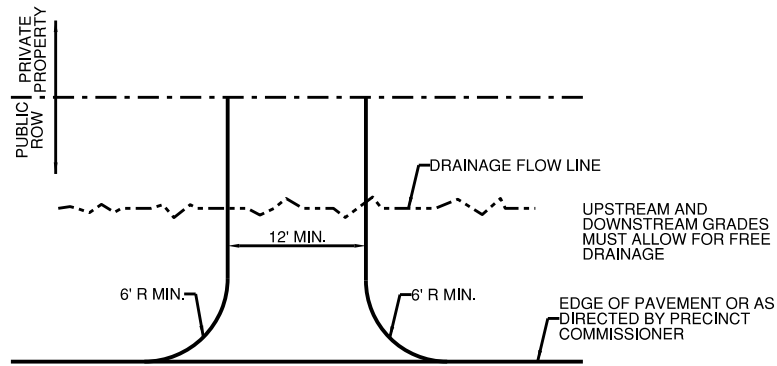 PRIVATE
PROPERTY
PUBLIC
ROW
DRAINAGE FLOW LINE
UPSTREAM AND
DOWNSTREAM GRADES
MUST ALLOW FOR FREE
DRAINAGE
12' MIN.
6' R MIN.
6' R MIN.
EDGE OF PAVEMENT OR AS
DIRECTED BY PRECINCT
COMMISSIONER